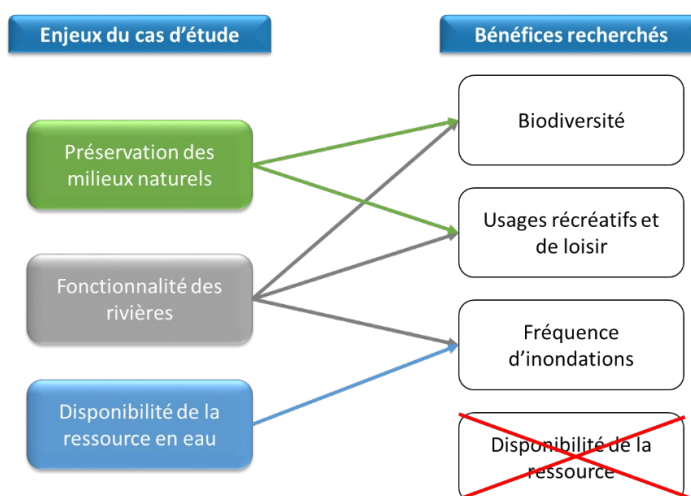 Enjeux du cas d'étude
Bénéfices recherchés
Préservation des
milieux naturels
Fonctionnalité des
rivières
Disponibilité de la
ressource en eau
Biodiversité
Usages récréatifs et
de loisir
Fréquence
d'inondations
Disponibilité de la
ressource